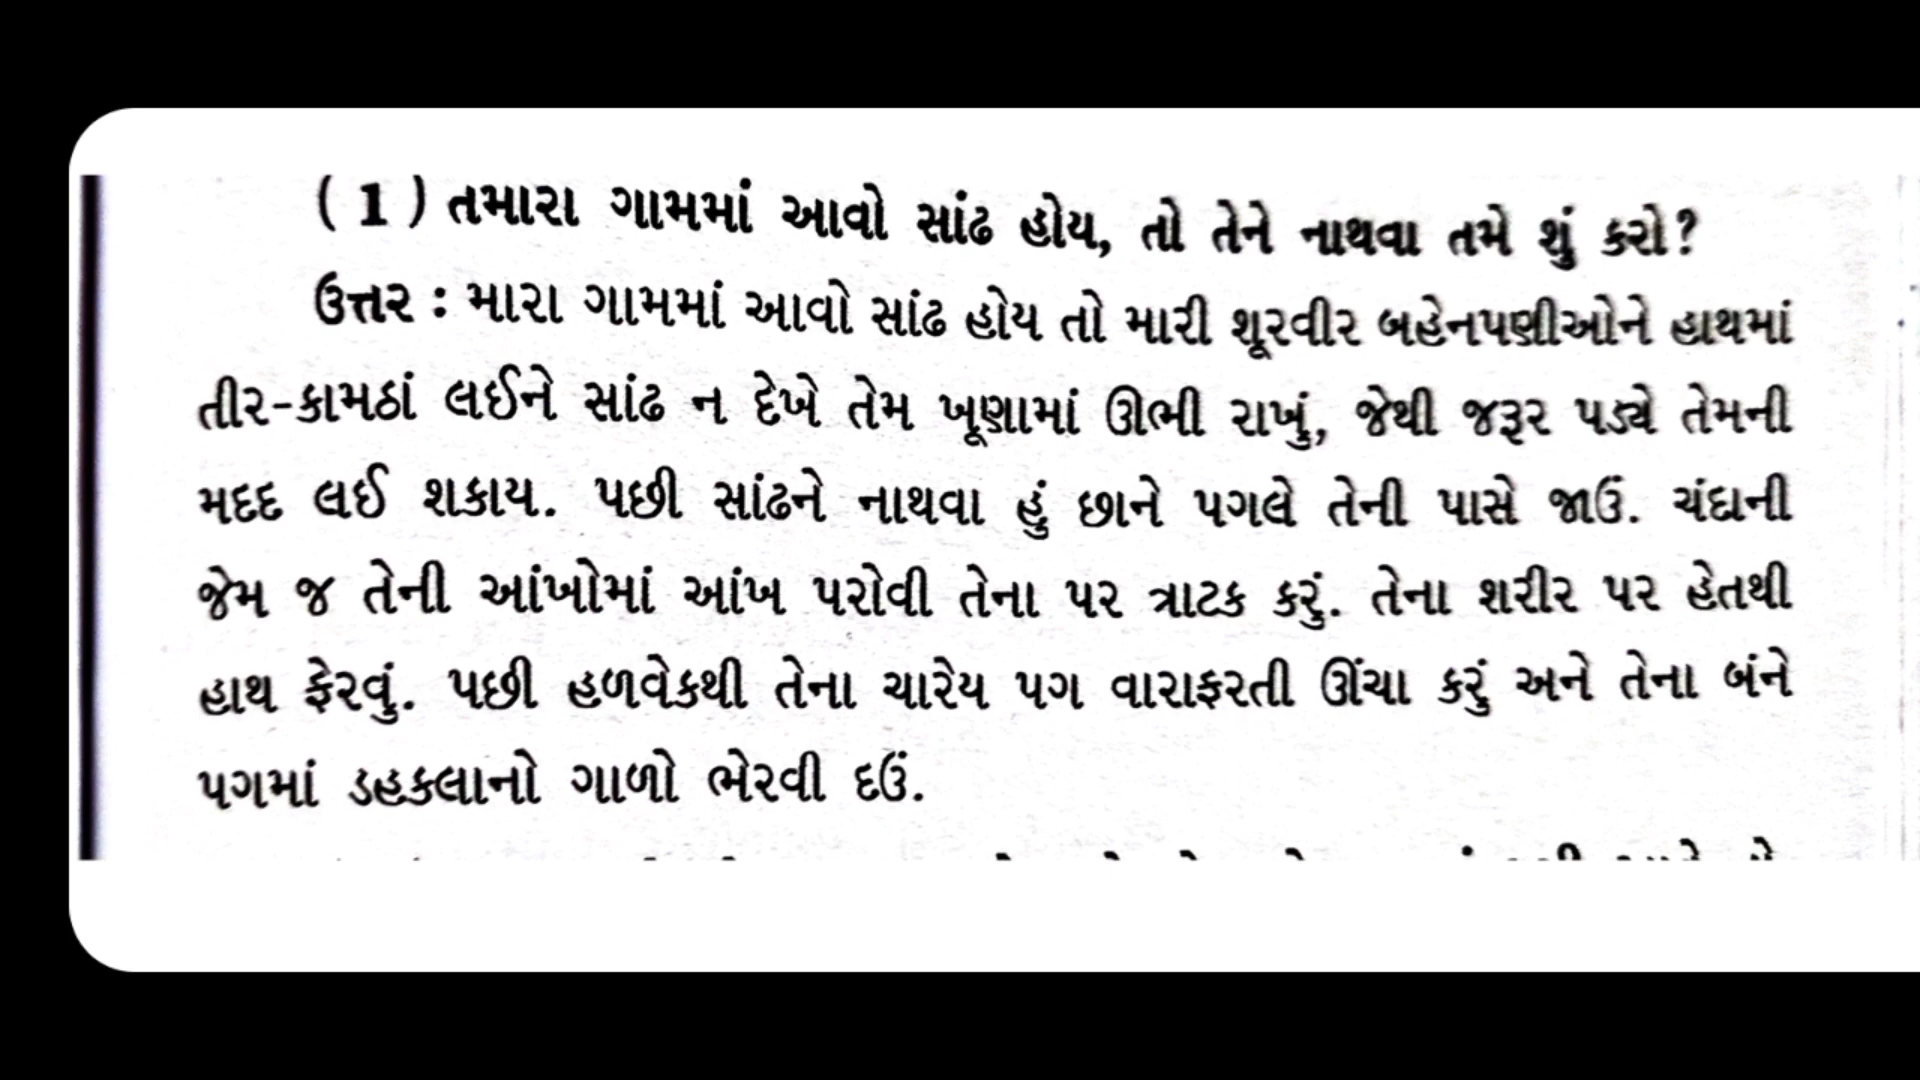 ( 1 ) તમારા ગામમાં આવો સાંઢ હોય, તો તેને નાથવા તમે શું કરો?
ઉત્તર : મારા ગામમાં આવો સાંઢ હોય તો મારી શૂરવીર બહેનપણીઓને હાથમાં
તીર-કામઠાં લઈને સાંઢ ન દેખે તેમ ખૂણામાં ઊભી રાખું, જેથી જરૂર પડ્યે તેમની
મદદ લઈ શકાય. પછી સાંઢને નાથવા હું છાને પગલે તેની પાસે જાઉં. ચંદાની
જેમ જ તેની આંખોમાં આંખ પરોવી તેના પર ત્રાટક કરું. તેના શરીર પર હેતથી
હાથ ફેરવું. પછી હળવેકથી તેના ચારેય પગ વારાફરતી ઊંચા કરું અને તેના બંને
પગમાં ડહકલાનો ગાળો ભેરવી દઉં.